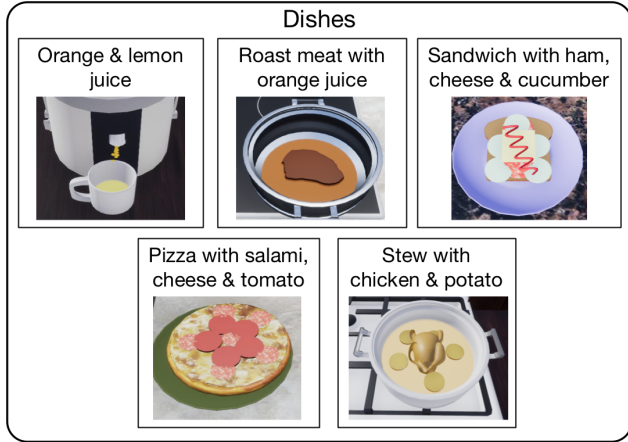 Dishes
Orange & lemon
juice
Roast meat with
orange juice
Sandwich with ham,
cheese & cucumber
Pizza with salami,
cheese & tomato
Stew with
chicken & potato